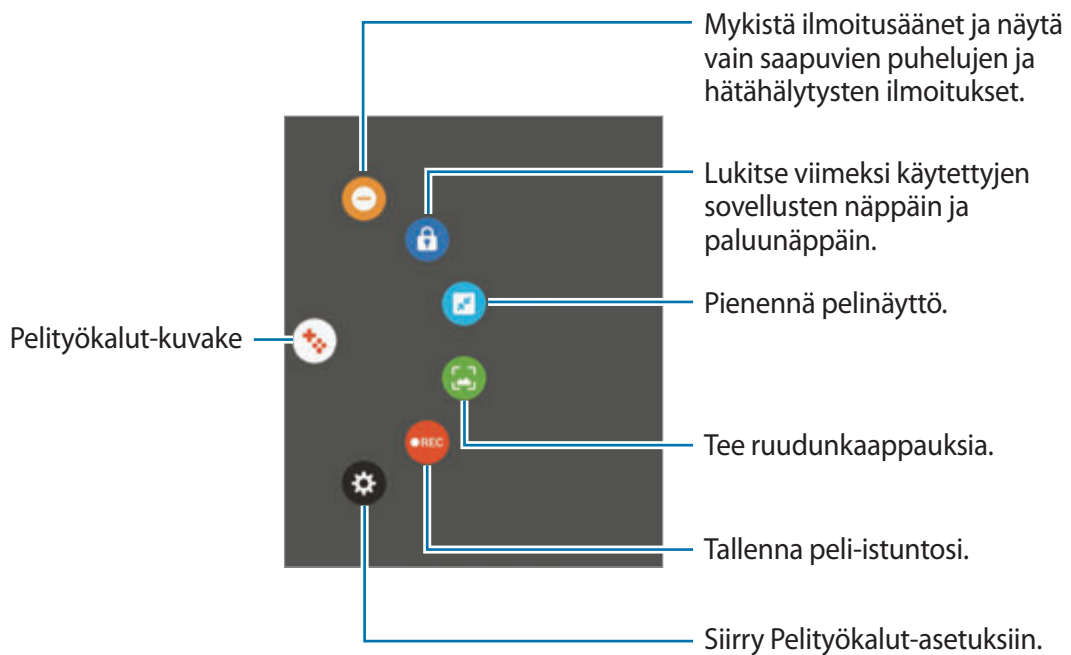 Mykistä ilmoitusäänet ja näytä
vain saapuvien puhelujen ja
hätähälytysten ilmoitukset.
Lukitse viimeksi käytettyjen
sovellusten näppäin ja
paluunäppäin.
Pienennä pelinäyttö.
Pelityökalut-kuvake
Tee ruudunkaappauksia.
REC
Tallenna peli-istuntosi.
Siirry Pelityökalut-asetuksiin.